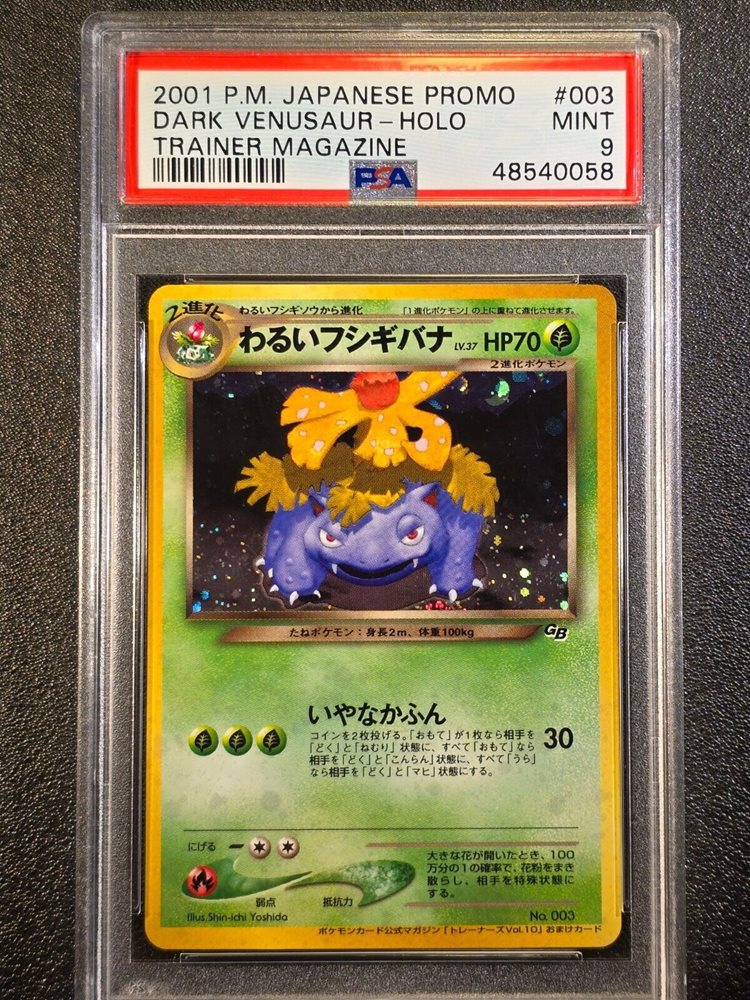 2001 P.M. JAPANESE PROMO #003
DARK VENUSAUR - HOLO MINT
TRAINER MAGAZINE 9
PSA 48540058
2進化 わるいフシギソウから進化 「1進化ポケモン」の上に重ねて進化させます。
わるいフシギバナ LV.37 HP70
2進化ポケモン
たねポケモン:身長2m、体重100kg
GB
いやなかふん
コインを2枚投げる。「おもて」が1枚なら相手を
「どく」と「ねむり」状態に、すべて「おもて」なら 30
相手を「どく」と「こんらん」状態に、すべて「うら」
なら相手を「どく」と「マヒ」状態にする。
にげる
大きな花が開いたとき、100
万分の1の確率で、花粉をまき
散らし、相手を特殊状態に
する。
弱点 抵抗力
Illus.Shin-ichi Yoshida No. 003
ポケモンカード公式マガジン「トレーナーズVol.10」おまけカード